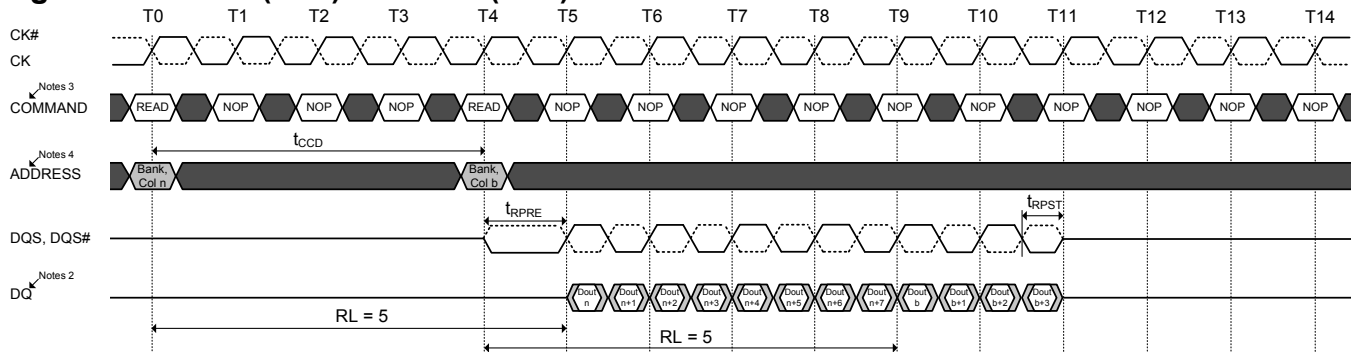 T0 T1 T2 T3 T4 T5 T6 T7 T8 T9 T10 T11 T12 T13 T14
CK#
CK
Notes 3
COMMAND READ NOP NOP NOP READ NOP NOP NOP NOP NOP NOP NOP NOP NOP NOP
tCCD
Notes 4
ADDRESS
Bank,
Col n
Bank,
Col b
tRPRE
tRPST
DQS, DQS#
Notes 2
DQ
Dout
n
Dout
n+1
Dout
n+2
Dout
n+3
Dout
n+4
Dout
n+5
Dout
n+6
Dout
n+7
Dout
b
Dout
b+1
Dout
b+2
Dout
b+3
RL = 5
RL = 5